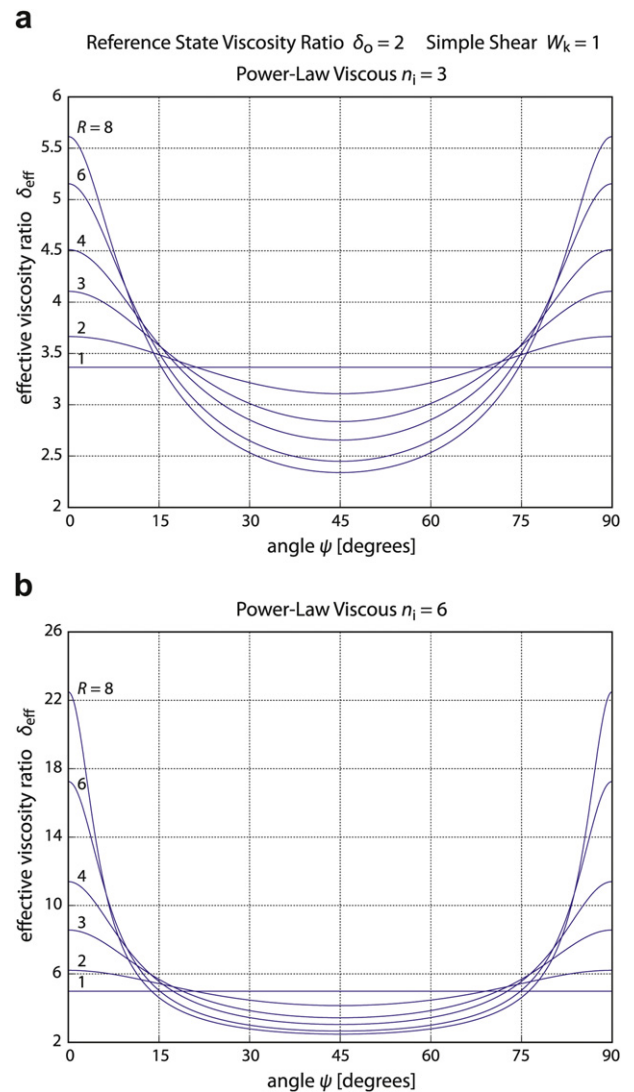 a
Reference State Viscosity Ratio δo = 2 Simple Shear Wk = 1
Power-Law Viscous ni = 3
6
5.5
5
4.5
4
3.5
3
2.5
2
effective viscosity ratio δeff
R = 8
6
4
3
2
1
0 15 30 45 60 75 90
angle ψ [degrees]
b
Power-Law Viscous ni = 6
26
22
18
14
10
6
2
effective viscosity ratio δeff
R = 8
6
4
3
2
1
0 15 30 45 60 75 90
angle ψ [degrees]